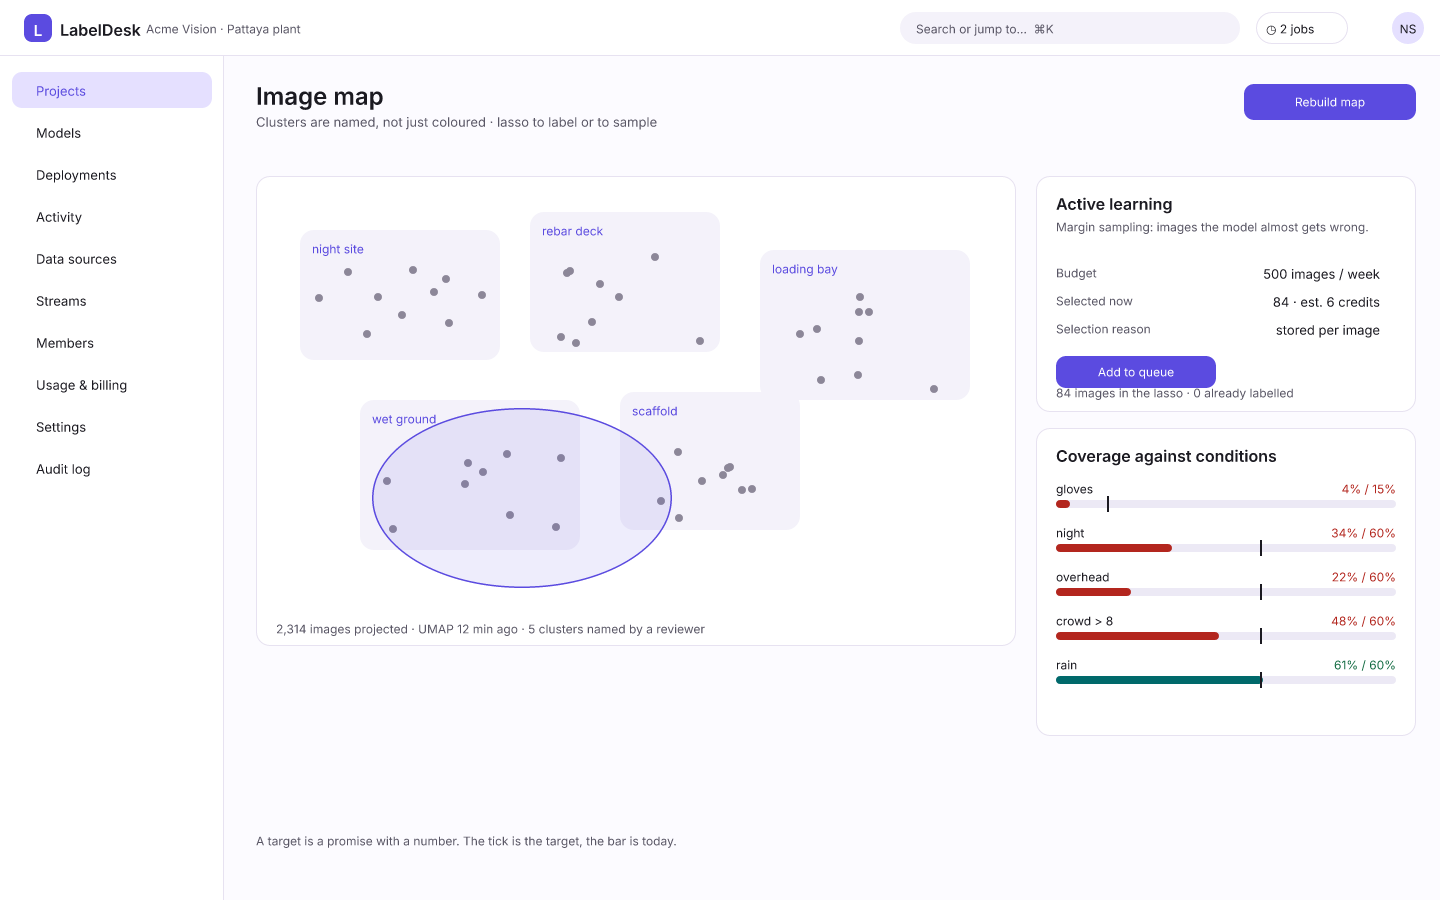 L LabelDesk Acme Vision · Pattaya plant
Search or jump to... ⌘K
◷ 2 jobs
NS
Projects
Models
Deployments
Activity
Data sources
Streams
Members
Usage & billing
Settings
Audit log
Image map
Clusters are named, not just coloured · lasso to label or to sample
Rebuild map
night site
rebar deck
loading bay
wet ground
scaffold
2,314 images projected · UMAP 12 min ago · 5 clusters named by a reviewer
Active learning
Margin sampling: images the model almost gets wrong.
Budget 500 images / week
Selected now 84 · est. 6 credits
Selection reason stored per image
Add to queue
84 images in the lasso · 0 already labelled
Coverage against conditions
gloves 4% / 15%
night 34% / 60%
overhead 22% / 60%
crowd > 8 48% / 60%
rain 61% / 60%
A target is a promise with a number. The tick is the target, the bar is today.